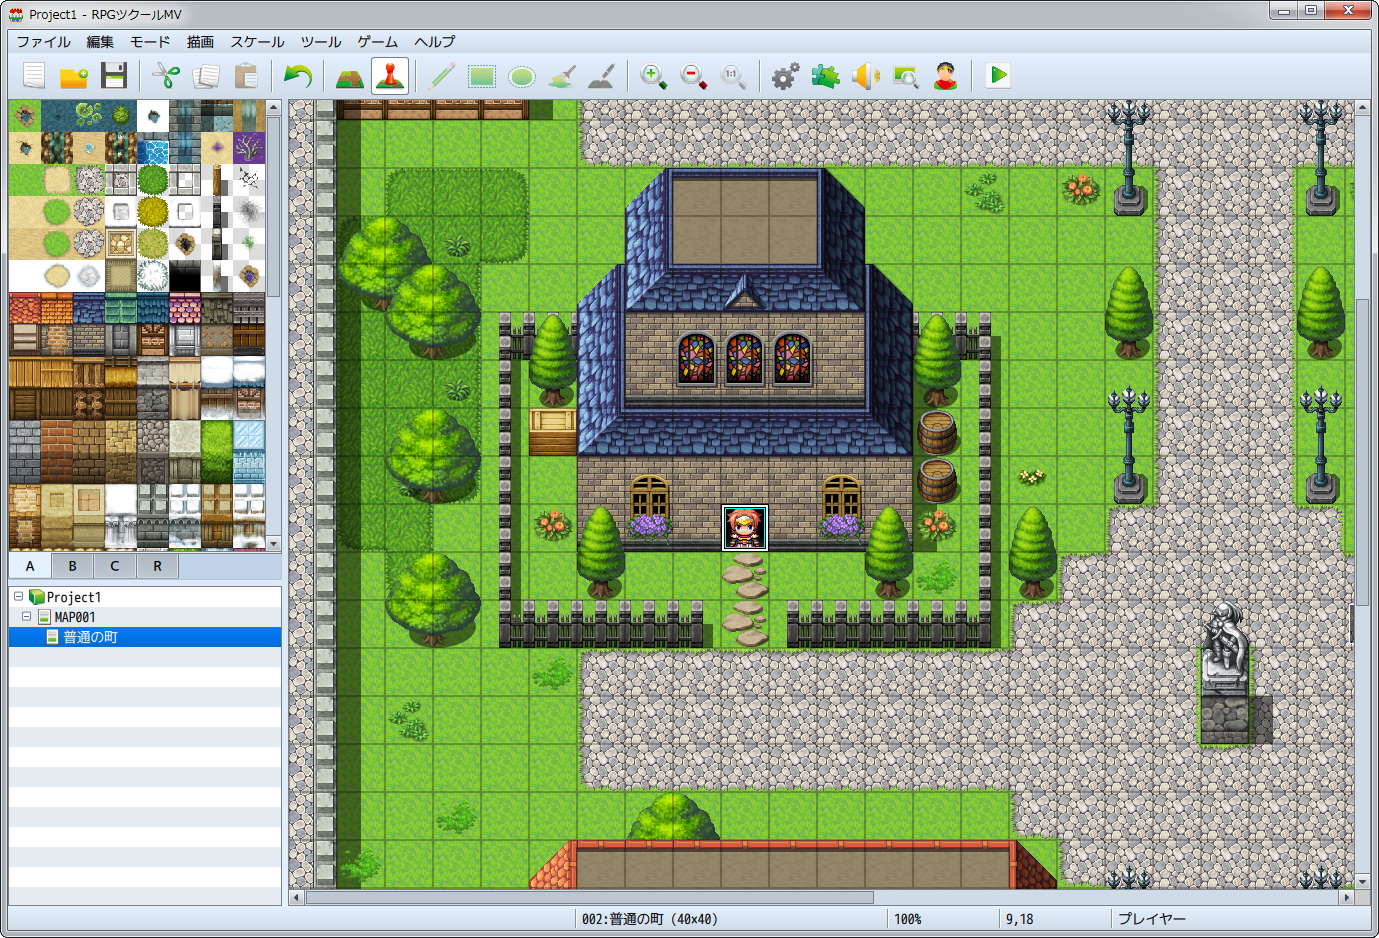 Project1 - RPGツクールMV
ファイル 編集 モード 描画 スケール ツール ゲーム ヘルプ
1:1
A B C R
Project1
MAP001
普通の町
002:普通の町 (40x40) 100% 9,18 プレイヤー